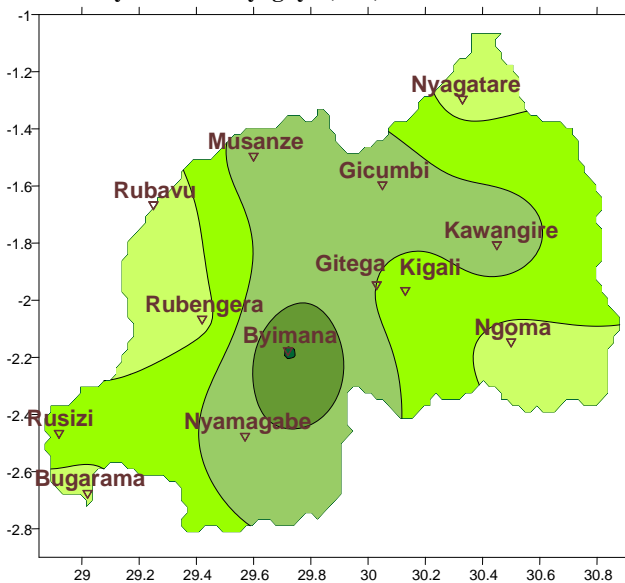 -1
-1.2
-1.4
-1.6
-1.8
-2
-2.2
-2.4
-2.6
-2.8
Nyagatare
Musanze
Gicumbi
Rubavu
Kawangire
Gitega
Kigali
Rubengera
Ngoma
Byimana
Rusizi
Nyamagabe
Bugarama
29 29.2 29.4 29.6 29.8 30 30.2 30.4 30.6 30.8